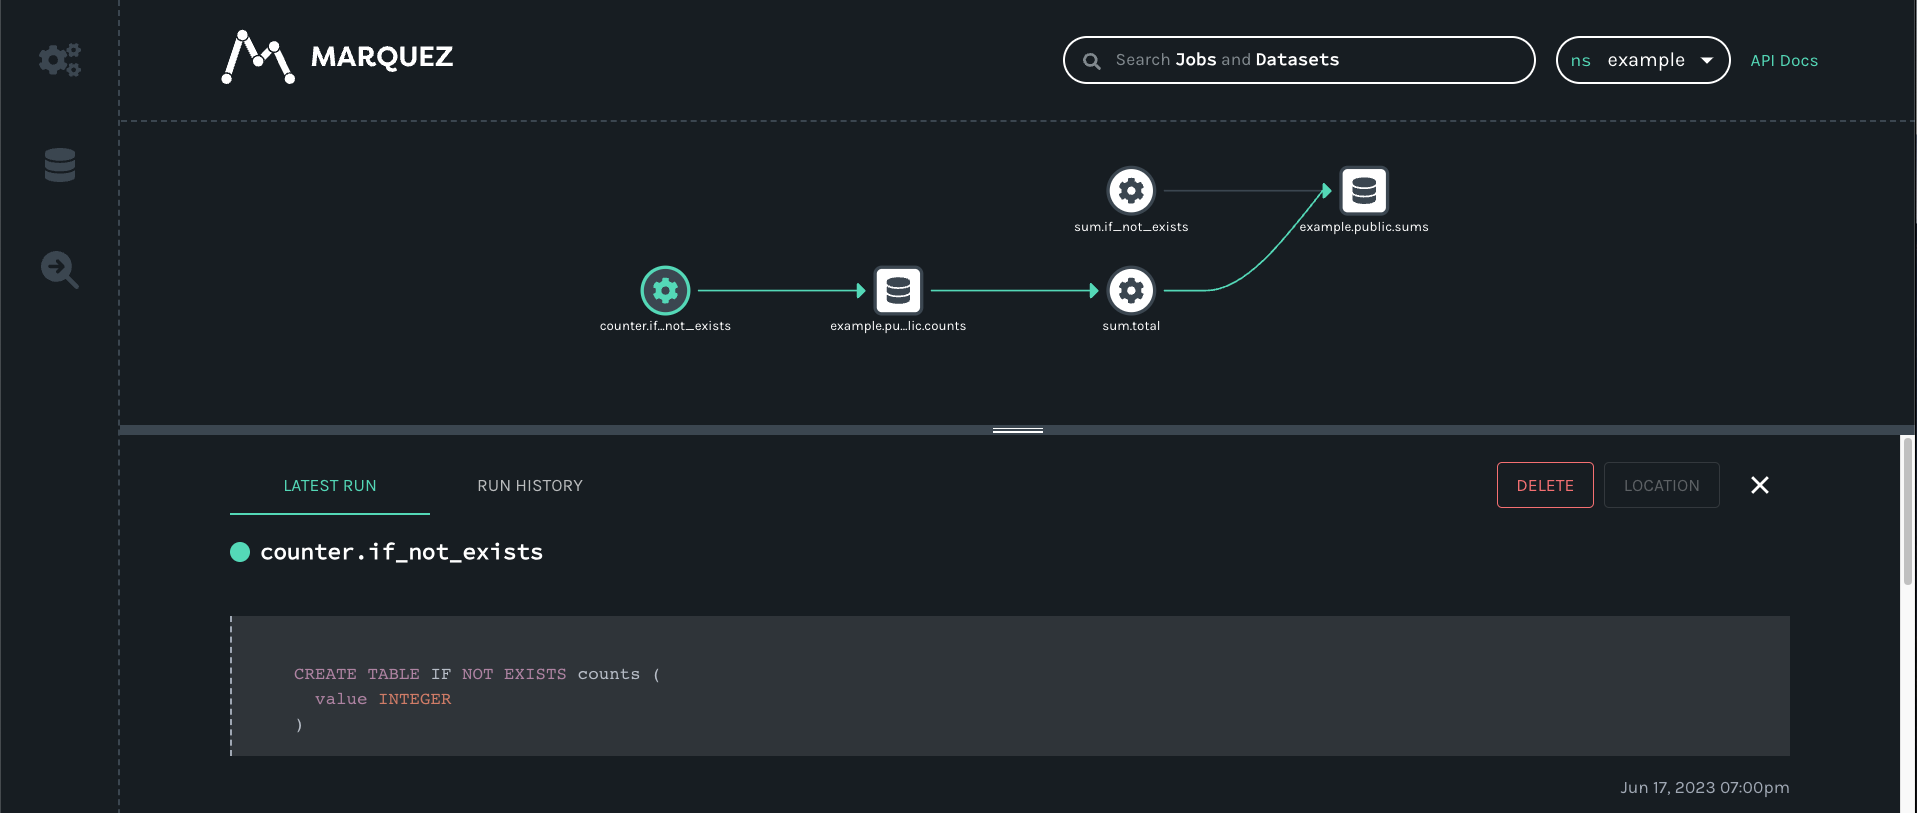 MARQUEZ
Search Jobs and Datasets
ns example
API Docs
sum.if_not_exists
example.public.sums
counter.if...not_exists
example.pu...lic.counts
sum.total
LATEST RUN
RUN HISTORY
DELETE
LOCATION
counter.if_not_exists
CREATE TABLE IF NOT EXISTS counts (
  value INTEGER
)
Jun 17, 2023 07:00pm